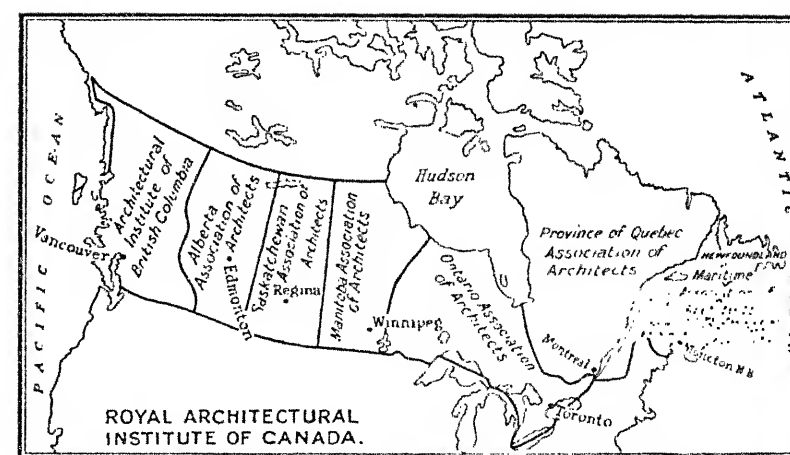 PACIFIC OCEAN
Architectural
Institute of
British Columbia
Vancouver
Alberta
Association of
Architects
Edmonton
Saskatchewan
Association of
Architects
Regina
Manitoba Association
of Architects
Winnipeg
Hudson
Bay
Ontario Association
of Architects
Province of Quebec
Association of
Architects
Montreal
Toronto
ATLANTIC
NEWFOUNDLAND
Maritime
N B
ROYAL ARCHITECTURAL
INSTITUTE OF CANADA.